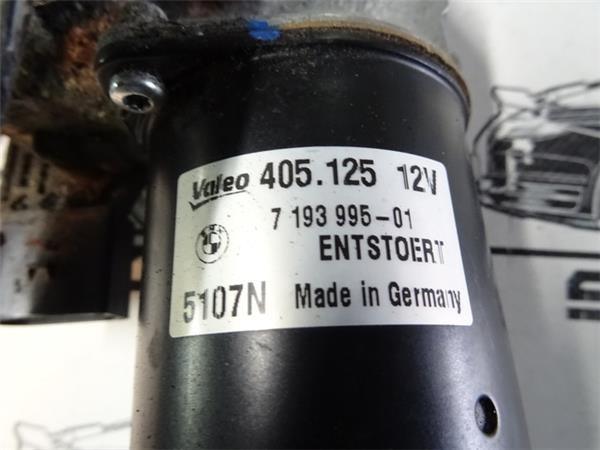 Valeo 405.125 12V
7 193 995-01
ENTSTOERT
5107N Made in Germany